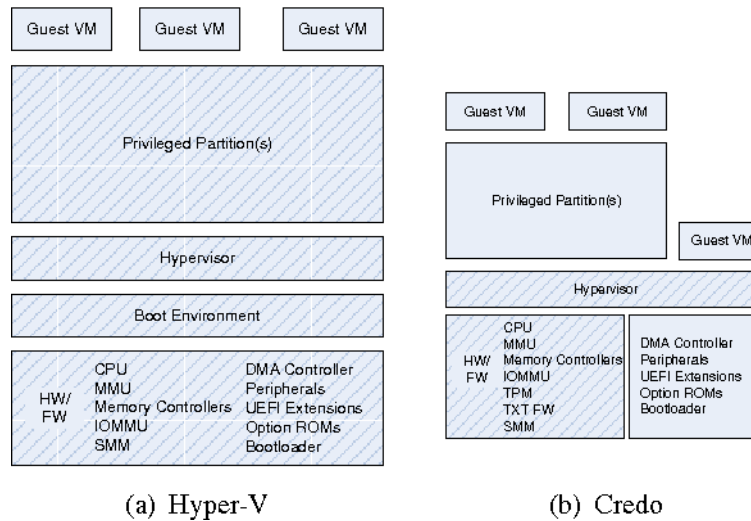 Guest VM
Guest VM
Guest VM
Privileged Partition(s)
Hypervisor
Boot Environment
HW/
FW
CPU
MMU
Memory Controllers
IOMMU
SMM
DMA Controller
Peripherals
UEFI Extensions
Option ROMs
Bootloader
(a) Hyper-V
Guest VM
Guest VM
Privileged Partition(s)
Guest VM
Hypervisor
HW/
FW
CPU
MMU
Memory Controllers
IOMMU
TPM
TXT FW
SMM
DMA Controller
Peripherals
UEFI Extensions
Option ROMs
Bootloader
(b) Credo